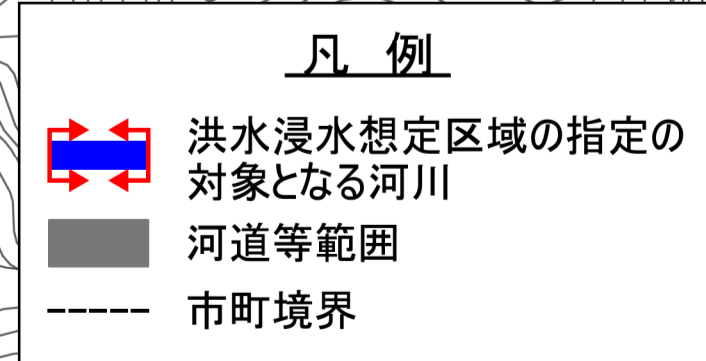 凡 例
洪水浸水想定区域の指定の
対象となる河川
河道等範囲
市町境界